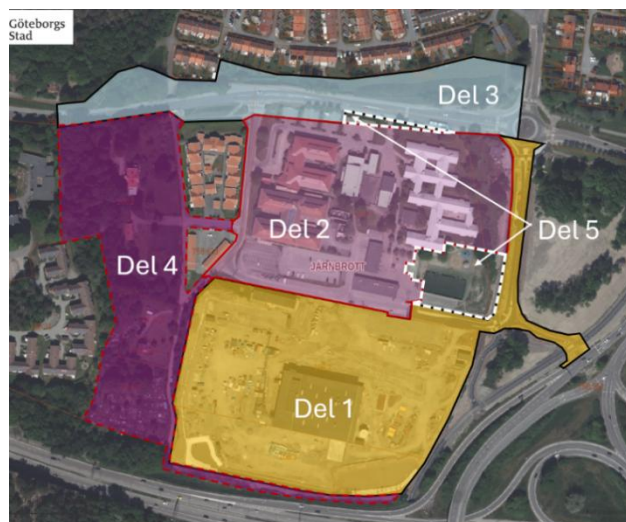 Göteborgs
Stad
Del 3
Del 2
Del 5
Del 4
JÄRNBROTT
Del 1